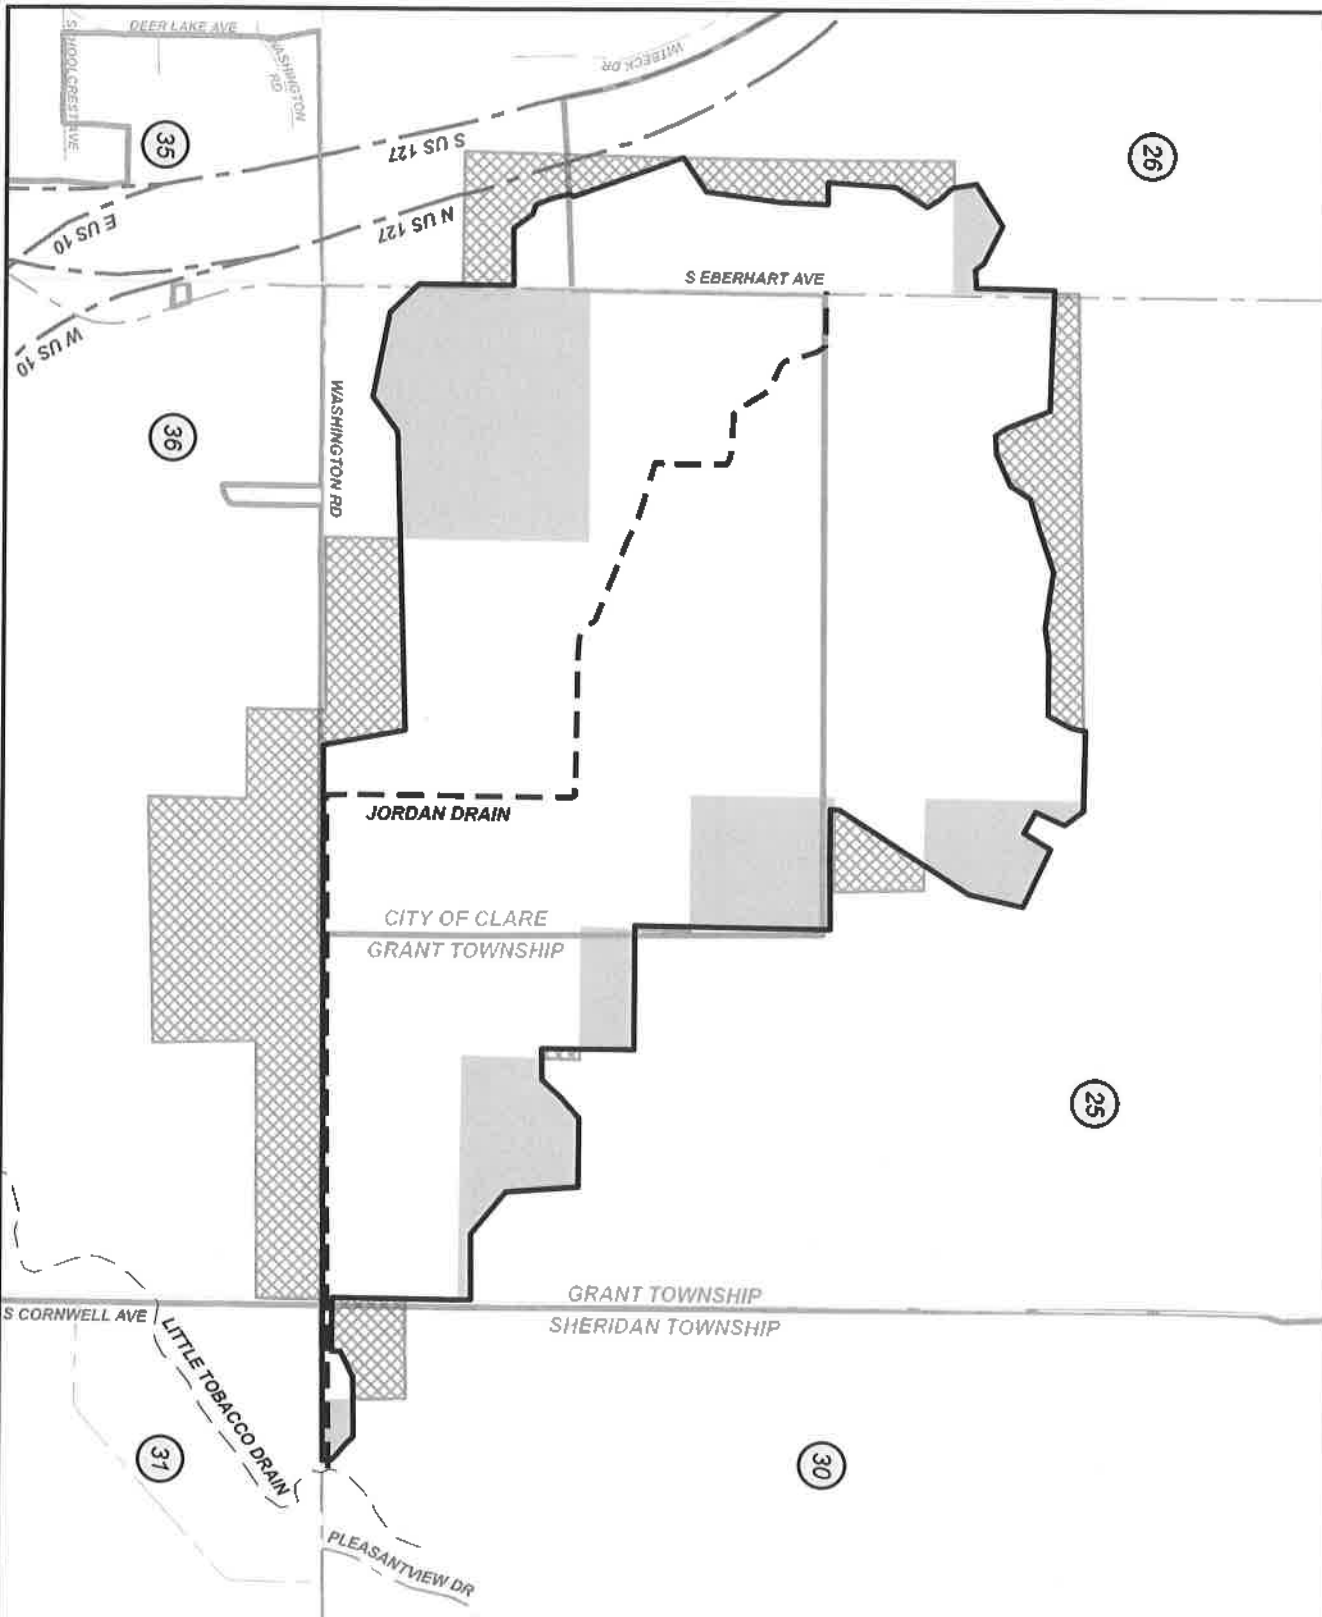 DEER LAKE AVE
SCHOOLCREST AVE
WASHINGTON
RD
WITBECK DR
35
26
S US 127
N US 127
E US 10
W US 10
S EBERHART AVE
WASHINGTON RD
36
JORDAN DRAIN
CITY OF CLARE
GRANT TOWNSHIP
25
GRANT TOWNSHIP
SHERIDAN TOWNSHIP
S CORNWELL AVE
LITTLE TOBACCO DRAIN
31
30
PLEASANTVIEW DR